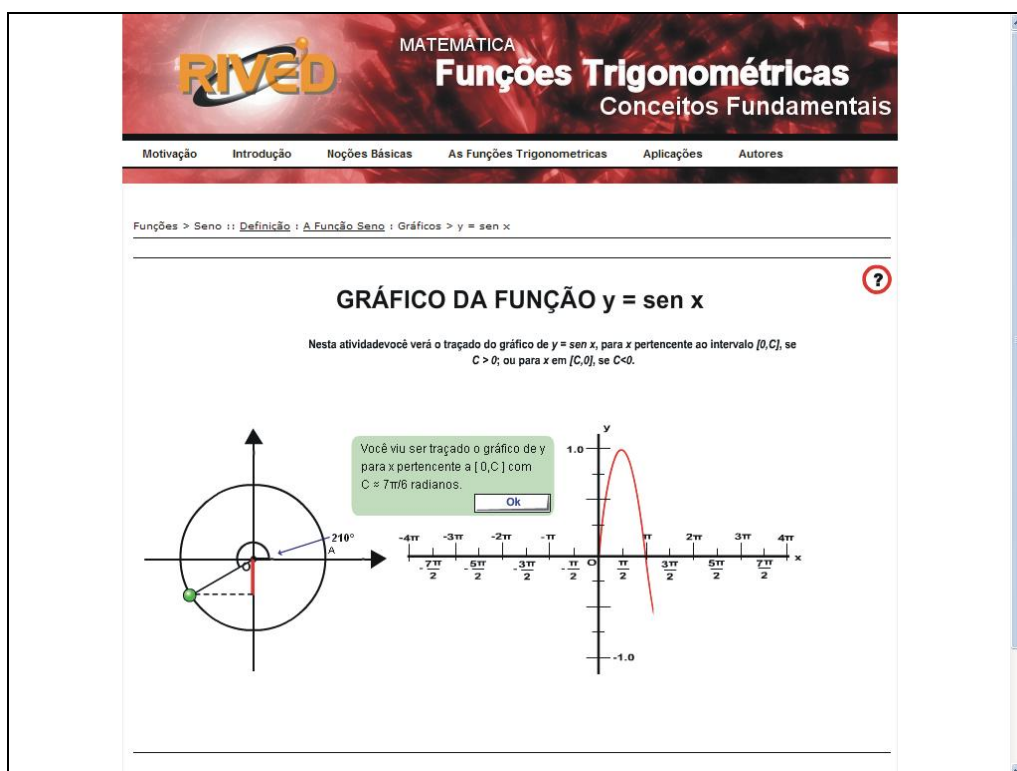 RIVED
MATEMÁTICA
Funções Trigonométricas
Conceitos Fundamentais
Motivação Introdução Noções Básicas As Funções Trigonometricas Aplicações Autores
Funções > Seno :: Definição : A Função Seno : Gráficos > y = sen x
?
GRÁFICO DA FUNÇÃO y = sen x
Nesta atividadevocê verá o traçado do gráfico de y = sen x, para x pertencente ao intervalo [0,C], se
C > 0; ou para x em [C,0], se C<0.
Você viu ser traçado o gráfico de y
para x pertencente a [ 0,C ] com
C ≈ 7π/6 radianos.
Ok
210°
A
O
y
1.0
-4π -3π -2π -π π 2π 3π 4π
x
-7π/2 -5π/2 -3π/2 -π/2 O π/2 3π/2 5π/2 7π/2
-1.0